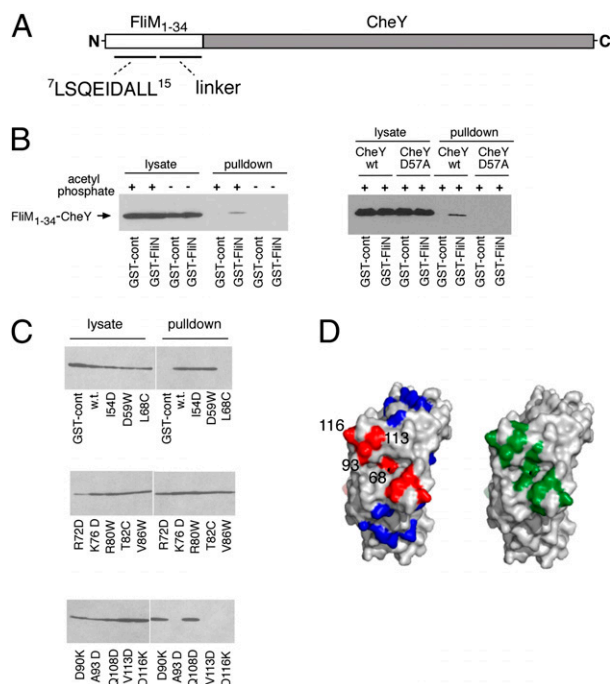 A
FliM1-34
CheY
N
C
7LSQEIDALL15
linker
B
lysate
pulldown
acetyl phosphate
+ + - - + + - -
FliM1-34-CheY
GST-cont
GST-FliN
GST-cont
GST-FliN
GST-cont
GST-FliN
GST-cont
GST-FliN
lysate
pulldown
CheY wt
CheY D57A
CheY wt
CheY D57A
+ + + + + + + +
GST-cont
GST-FliN
GST-cont
GST-FliN
GST-cont
GST-FliN
GST-cont
GST-FliN
C
lysate
pulldown
GST-cont
w.t.
I54D
D59W
L68C
GST-cont
w.t.
I54D
D59W
L68C
R72D
K76 D
R80W
T82C
V86W
R72D
K76 D
R80W
T82C
V86W
D90K
A93 D
Q108D
V113D
D116K
D90K
A93 D
Q108D
V113D
D116K
D
116
113
93
68